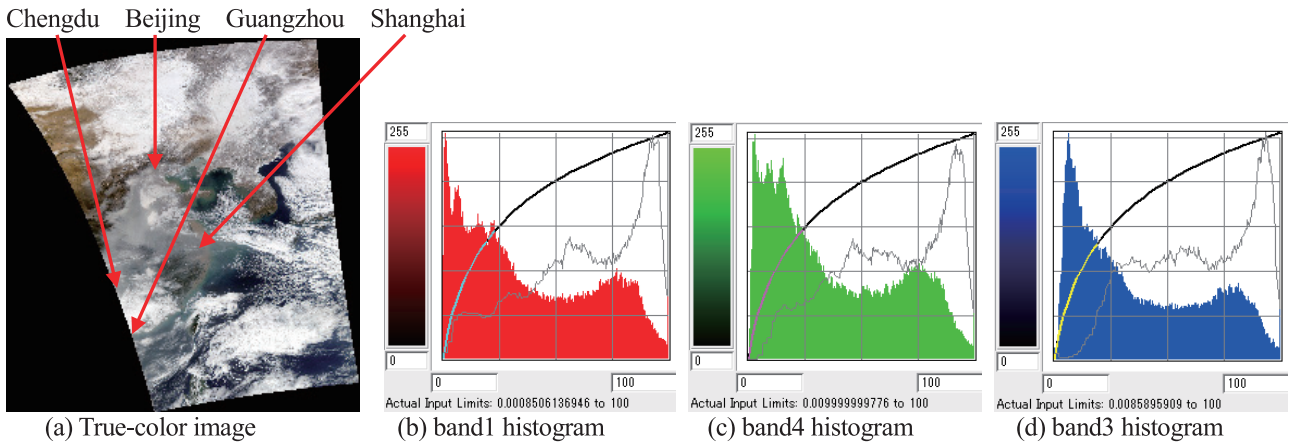 Chengdu Beijing Guangzhou Shanghai
255
0
0 100
Actual Input Limits: 0.0008506136946 to 100
255
0
0 100
Actual Input Limits: 0.009999999776 to 100
255
0
0 100
Actual Input Limits: 0.0085895909 to 100
(a) True-color image
(b) band1 histogram
(c) band4 histogram
(d) band3 histogram